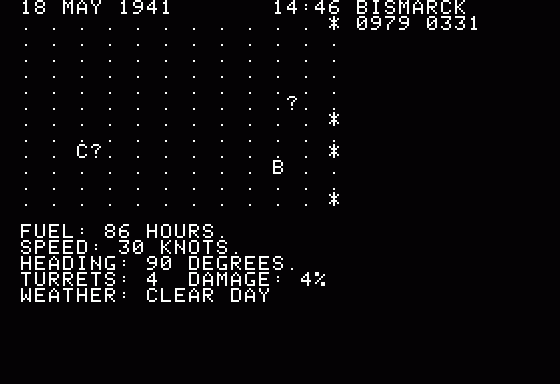 18 MAY 1941 14:46 BISMARCK
. . . . . . . . . . * 0979 0331
. . . . . . . . . . .
. . . . . . . . . . .
. . . . . . . . . . .
. . . . . . . . . ?. .
. . . . . . . . . . *
. . . . . . . . . . .
. . C?. . . . . . . . *
. . . . . . . . B . .
. . . . . . . . . . .
. . . . . . . . . . *
FUEL: 86 HOURS.
SPEED: 30 KNOTS.
HEADING: 90 DEGREES.
TURRETS: 4 DAMAGE: 4%
WEATHER: CLEAR DAY